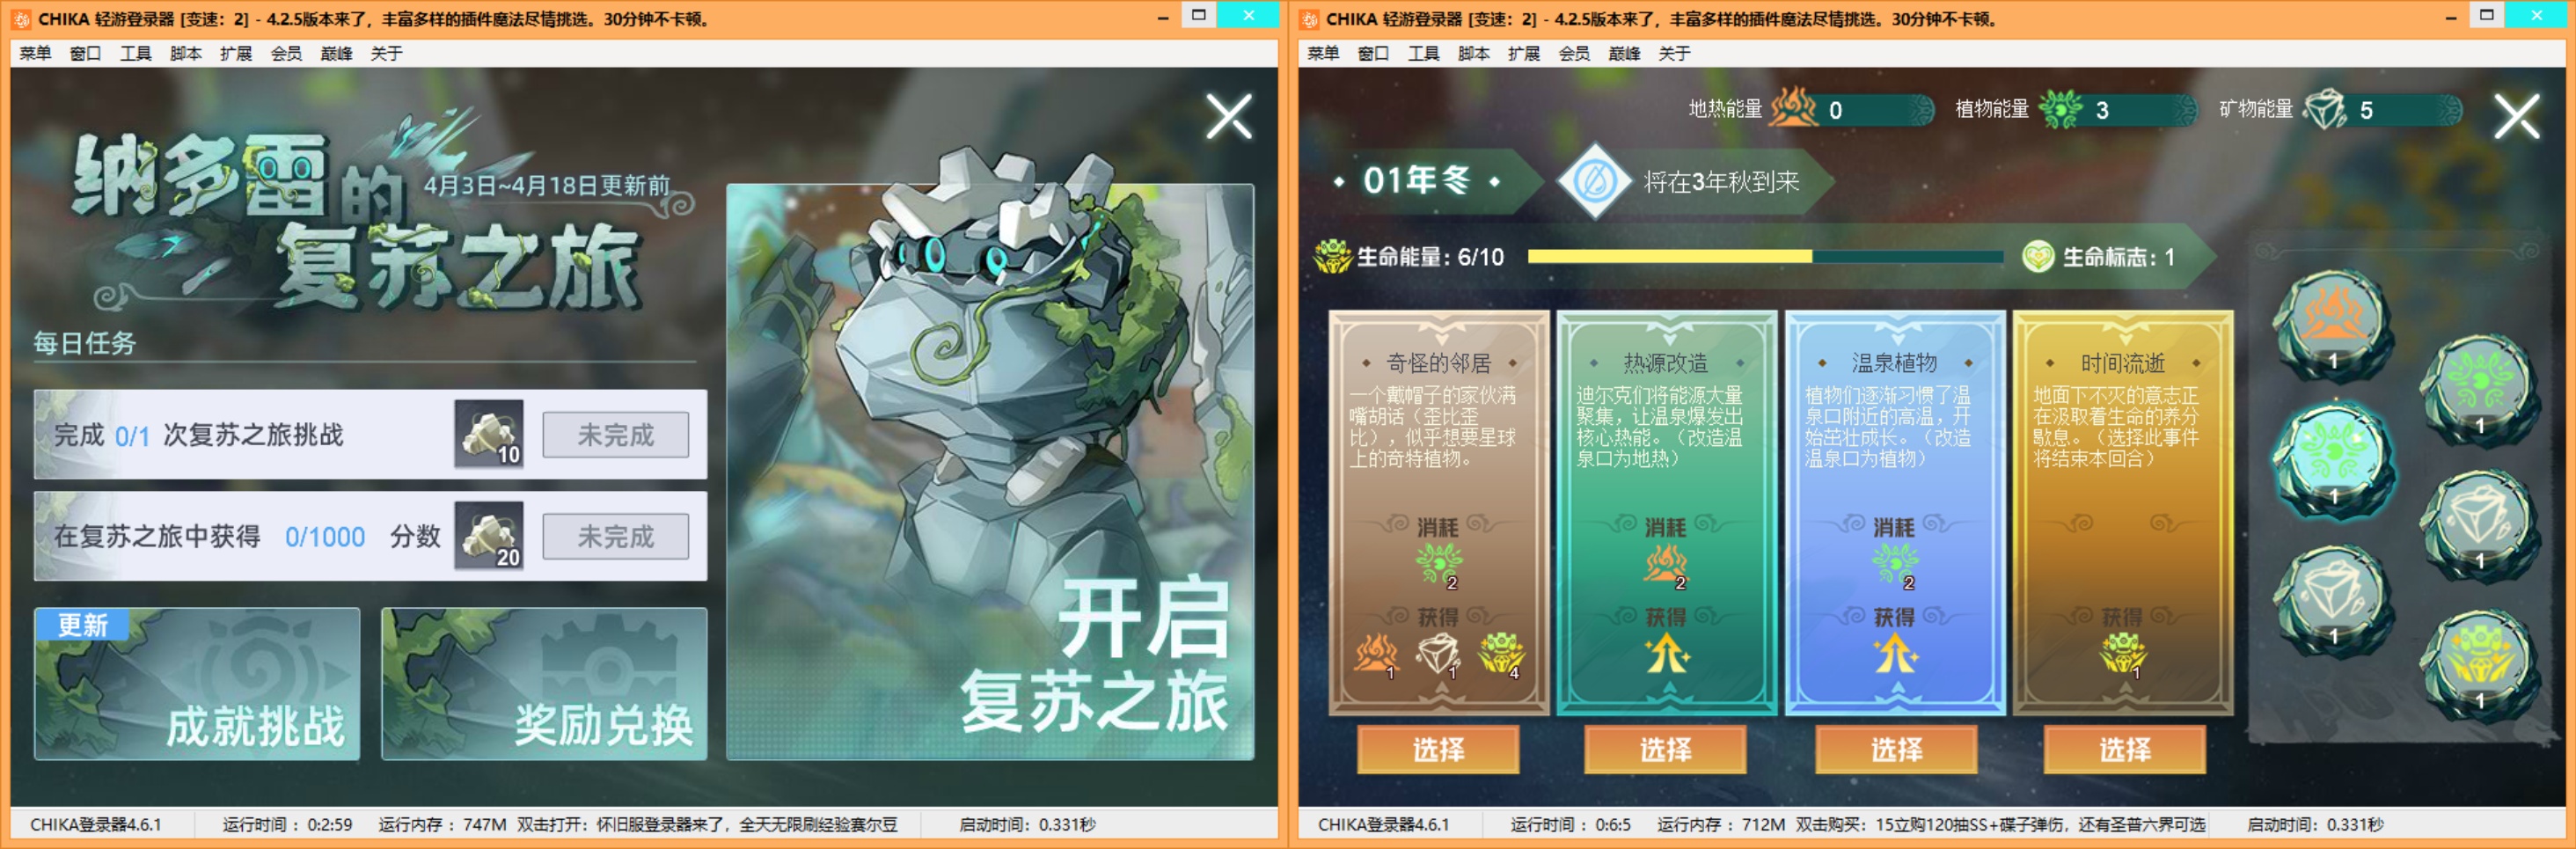 CHIKA 轻游登录器 [变速：2] - 4.2.5版本来了，丰富多样的插件魔法尽情挑选。30分钟不卡顿。
菜单 窗口 工具 脚本 扩展 会员 巅峰 关于
纳多雷的
4月3日~4月18日更新前
复苏之旅
每日任务
完成 0/1 次复苏之旅挑战
10
未完成
在复苏之旅中获得 0/1000 分数
20
未完成
更新
成就挑战
奖励兑换
开启
复苏之旅
CHIKA登录器4.6.1 运行时间：0:2:59 运行内存：747M 双击打开：怀旧服登录器来了，全天无限刷经验赛尔豆 启动时间：0.331秒
CHIKA 轻游登录器 [变速：2] - 4.2.5版本来了，丰富多样的插件魔法尽情挑选。30分钟不卡顿。
菜单 窗口 工具 脚本 扩展 会员 巅峰 关于
地热能量 0 植物能量 3 矿物能量 5
01年冬 将在3年秋到来
生命能量：6/10 生命标志：1
奇怪的邻居
一个戴帽子的家伙满
嘴胡话（歪比歪
比），似乎想要星球
上的奇特植物。
消耗
2
获得
1 1 4
选择
热源改造
迪尔克们将能源大量
聚集，让温泉爆发出
核心热能。（改造温
泉口为地热）
消耗
2
获得
选择
温泉植物
植物们逐渐习惯了温
泉口附近的高温，开
始茁壮成长。（改造
温泉口为植物）
消耗
2
获得
选择
时间流逝
地面下不灭的意志正
在汲取着生命的养分
歇息。（选择此事件
将结束本回合）
获得
1
选择
1
1
1
1
1
1
CHIKA登录器4.6.1 运行时间：0:6:5 运行内存：712M 双击购买：15立购120抽SS+碟子弹伤，还有圣普六界可选 启动时间：0.331秒